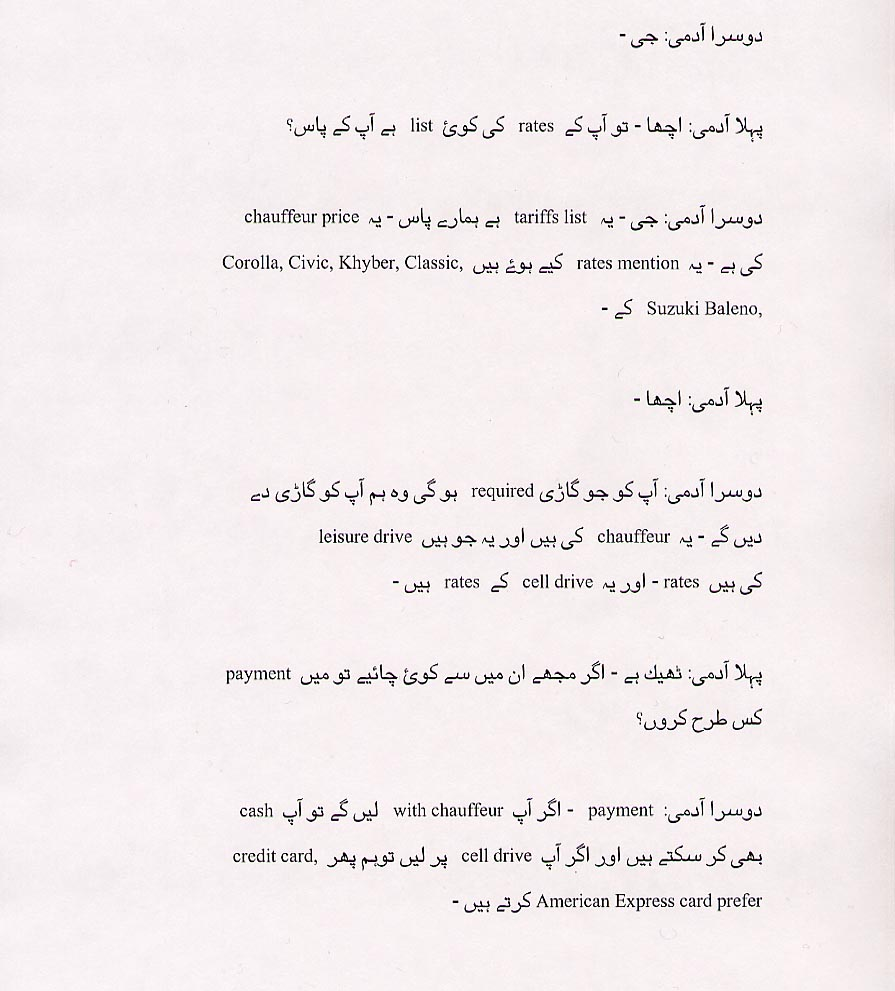 دوسرا آدمی: جی -
پہلا آدمی: اچھا - تو آپ کے rates کی کوئ list ہے آپ کے پاس؟
دوسرا آدمی: جی - یہ tariffs list ہے ہمارے پاس - یہ chauffeur price
کی ہے - یہ rates mention کیے ہوۓ ہیں Corolla, Civic, Khyber, Classic,
Suzuki Baleno, کے -
پہلا آدمی: اچھا -
دوسرا آدمی: آپ کو جو گاڑی required ہو گی وہ ہم آپ کو گاڑی دے
دیں گے - یہ chauffeur کی ہیں اور یہ جو ہیں leisure drive
کی ہیں rates - اور یہ cell drive کے rates ہیں -
پہلا آدمی: ٹھیك ہے - اگر مجھے ان میں سے کوئ چائیے تو میں payment
کس طرح کروں؟
دوسرا آدمی: payment - اگر آپ with chauffeur لیں گے تو آپ cash
بھی کر سکتے ہیں اور اگر آپ cell drive پر لیں توہم پھر credit card,
American Express card prefer کرتے ہیں -